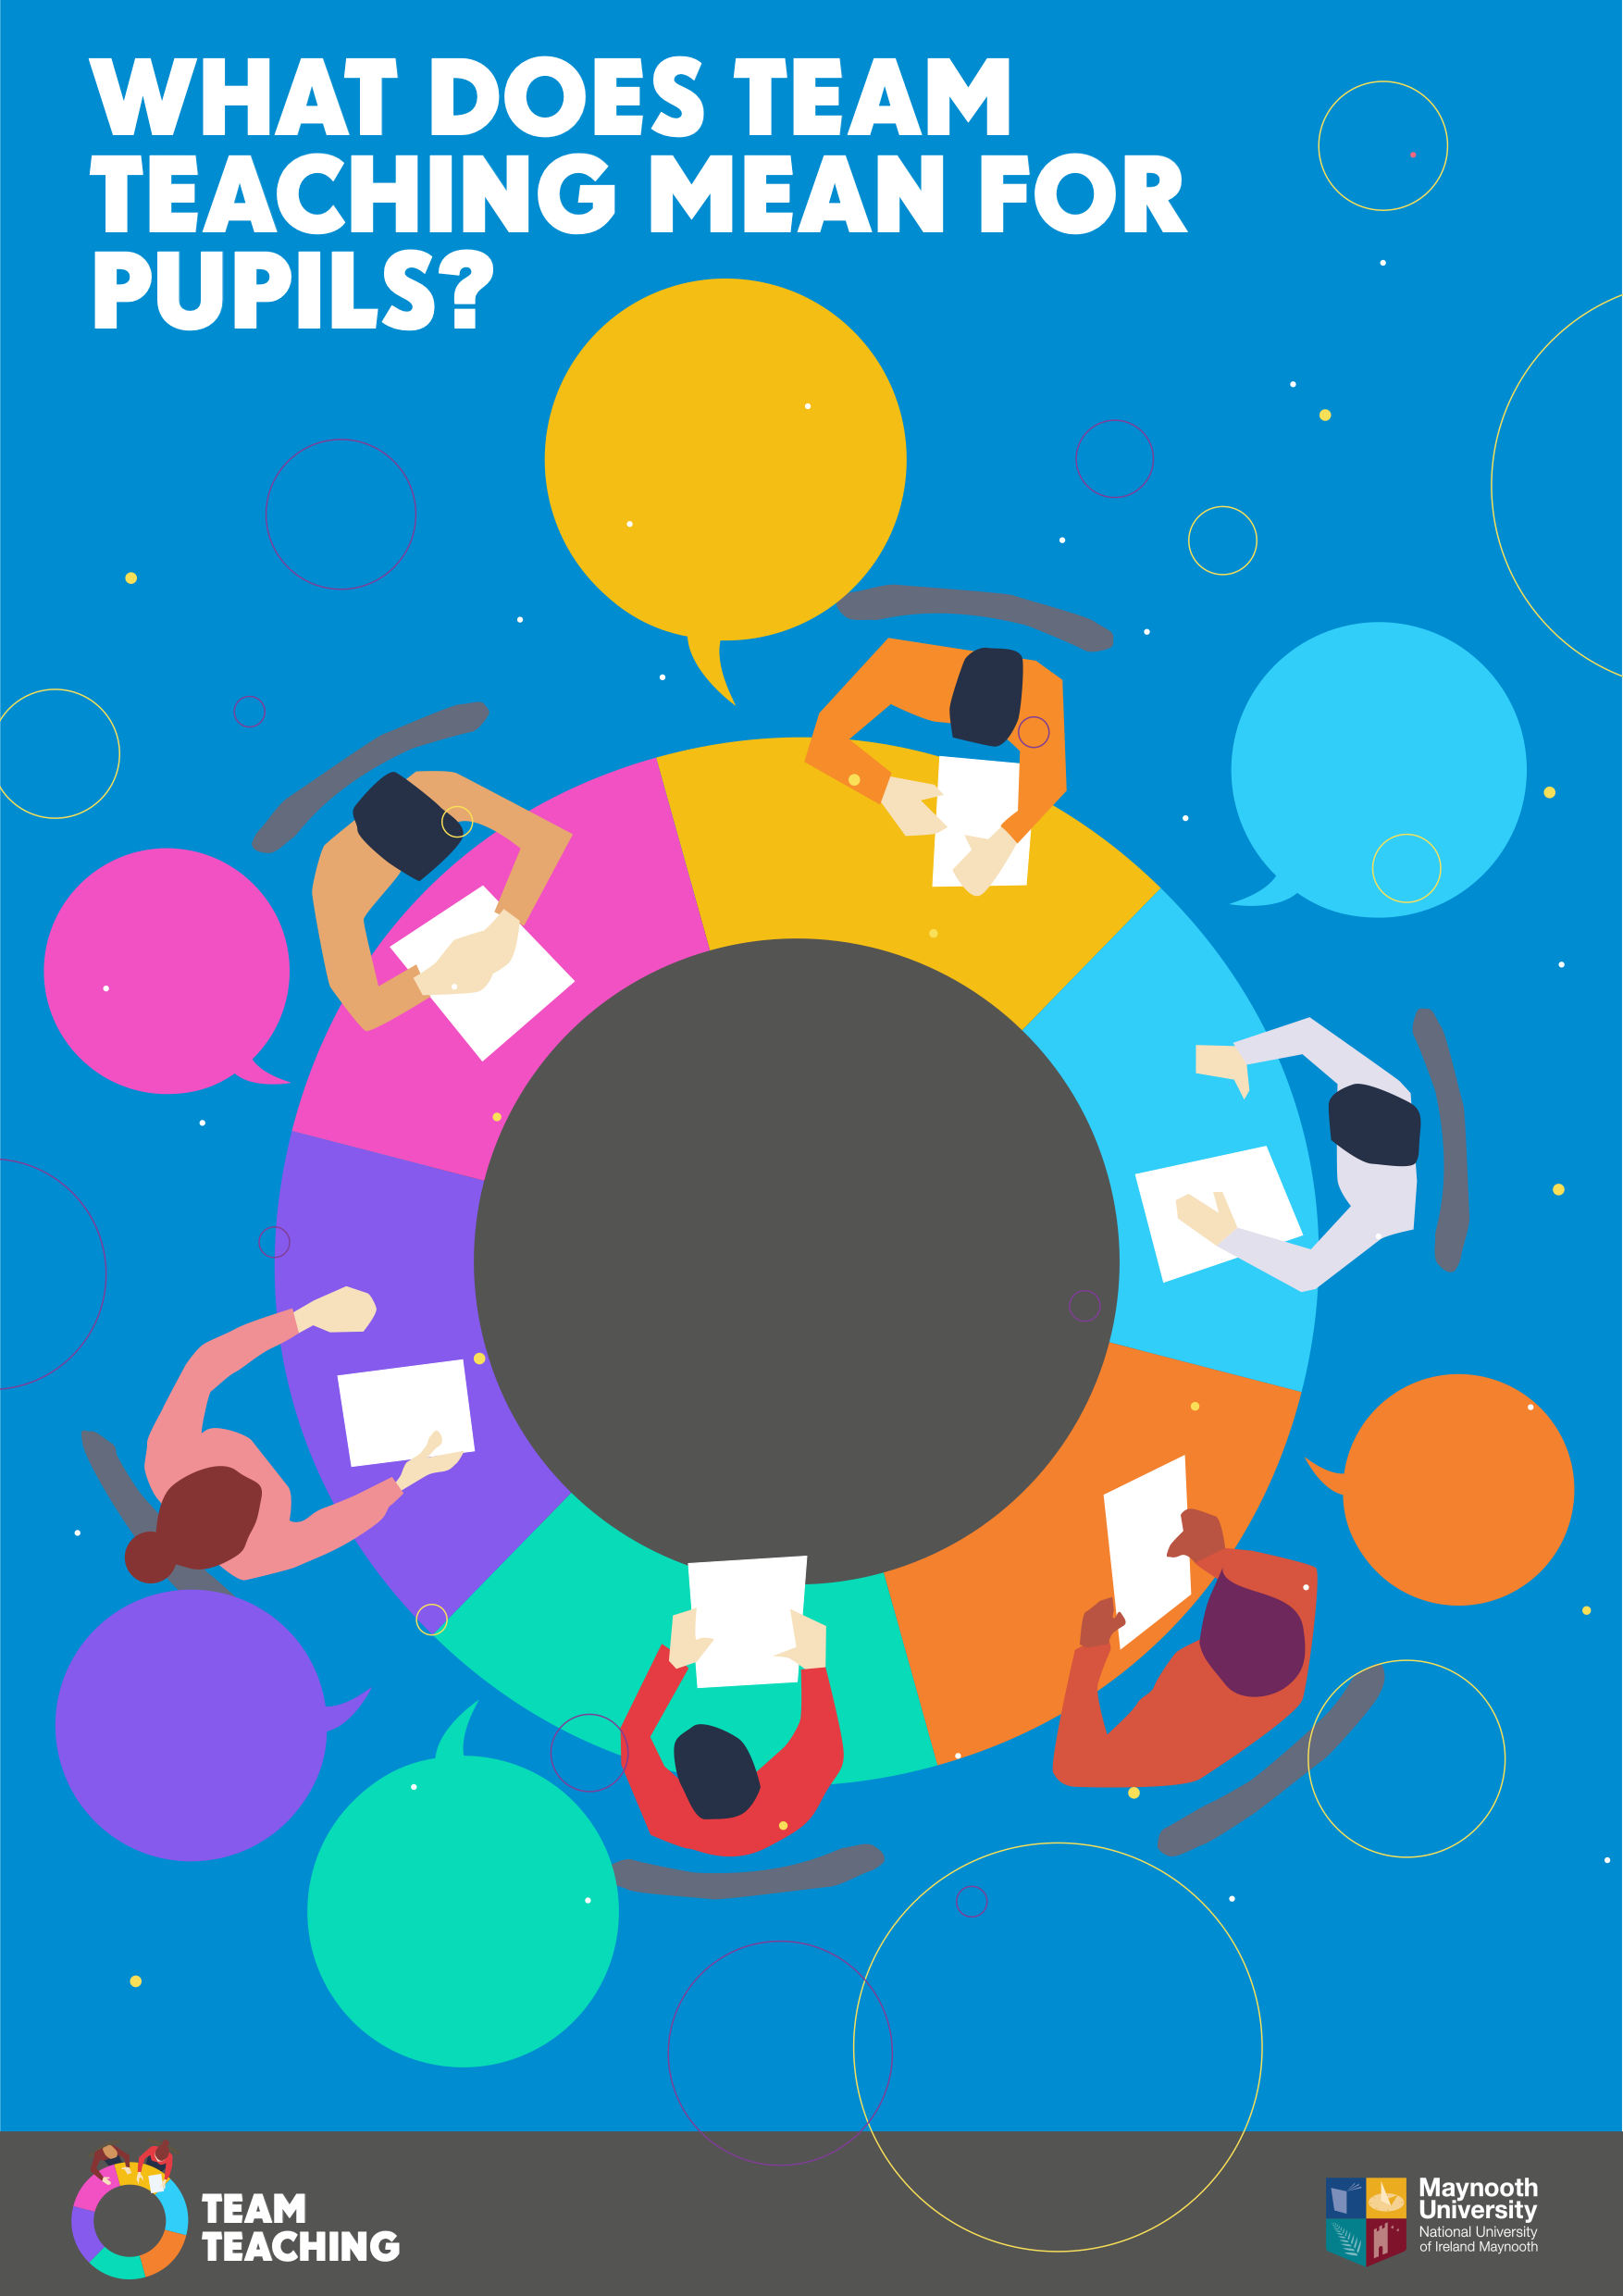 WHAT DOES TEAM
TEACHING MEAN FOR
PUPILS?
TEAM
TEACHING
Maynooth
University
National University
of Ireland Maynooth